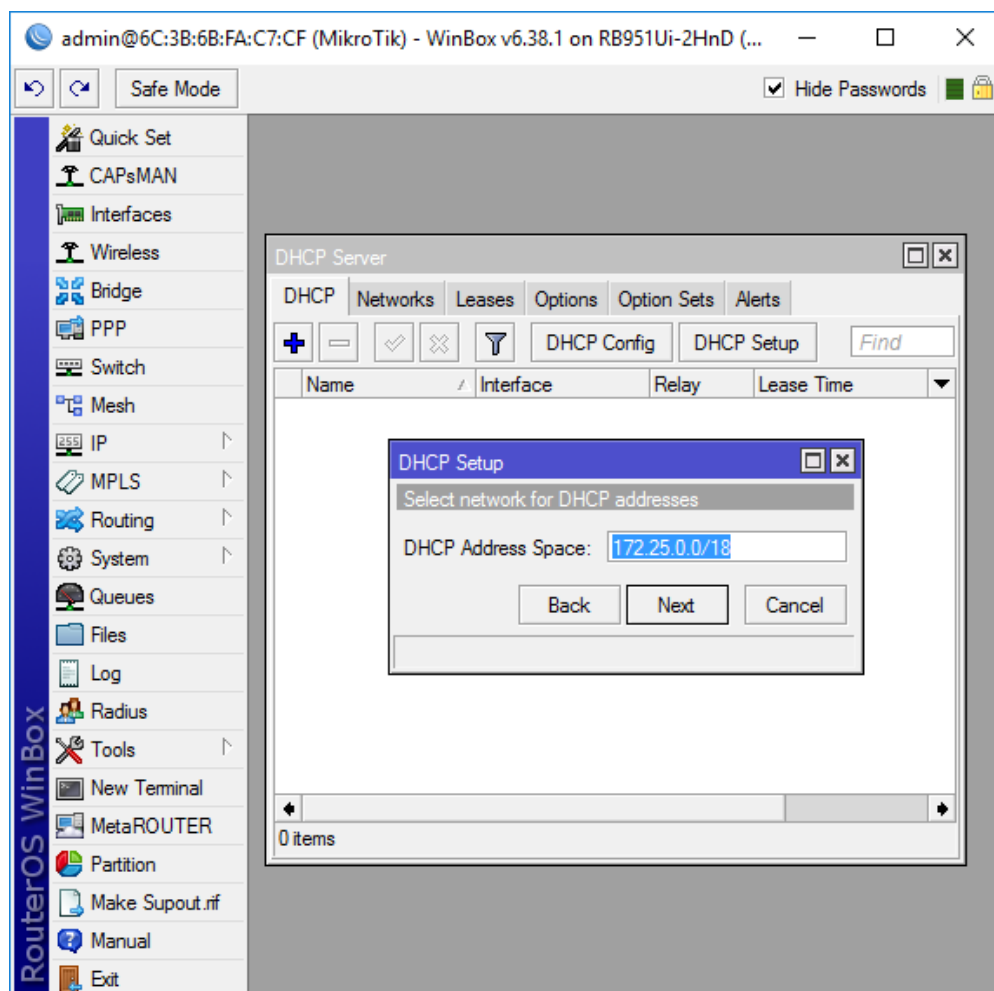 admin@6C:3B:6B:FA:C7:CF (MikroTik) - WinBox v6.38.1 on RB951Ui-2HnD (...
Safe Mode
Hide Passwords
RouterOS WinBox
Quick Set
CAPsMAN
Interfaces
Wireless
Bridge
PPP
Switch
Mesh
255 IP
MPLS
Routing
System
Queues
Files
Log
Radius
Tools
New Terminal
MetaROUTER
Partition
Make Supout.rif
Manual
Exit
DHCP Server
DHCP Networks Leases Options Option Sets Alerts
DHCP Config DHCP Setup Find
Name Interface Relay Lease Time
DHCP Setup
Select network for DHCP addresses
DHCP Address Space: 172.25.0.0/18
Back Next Cancel
0 items